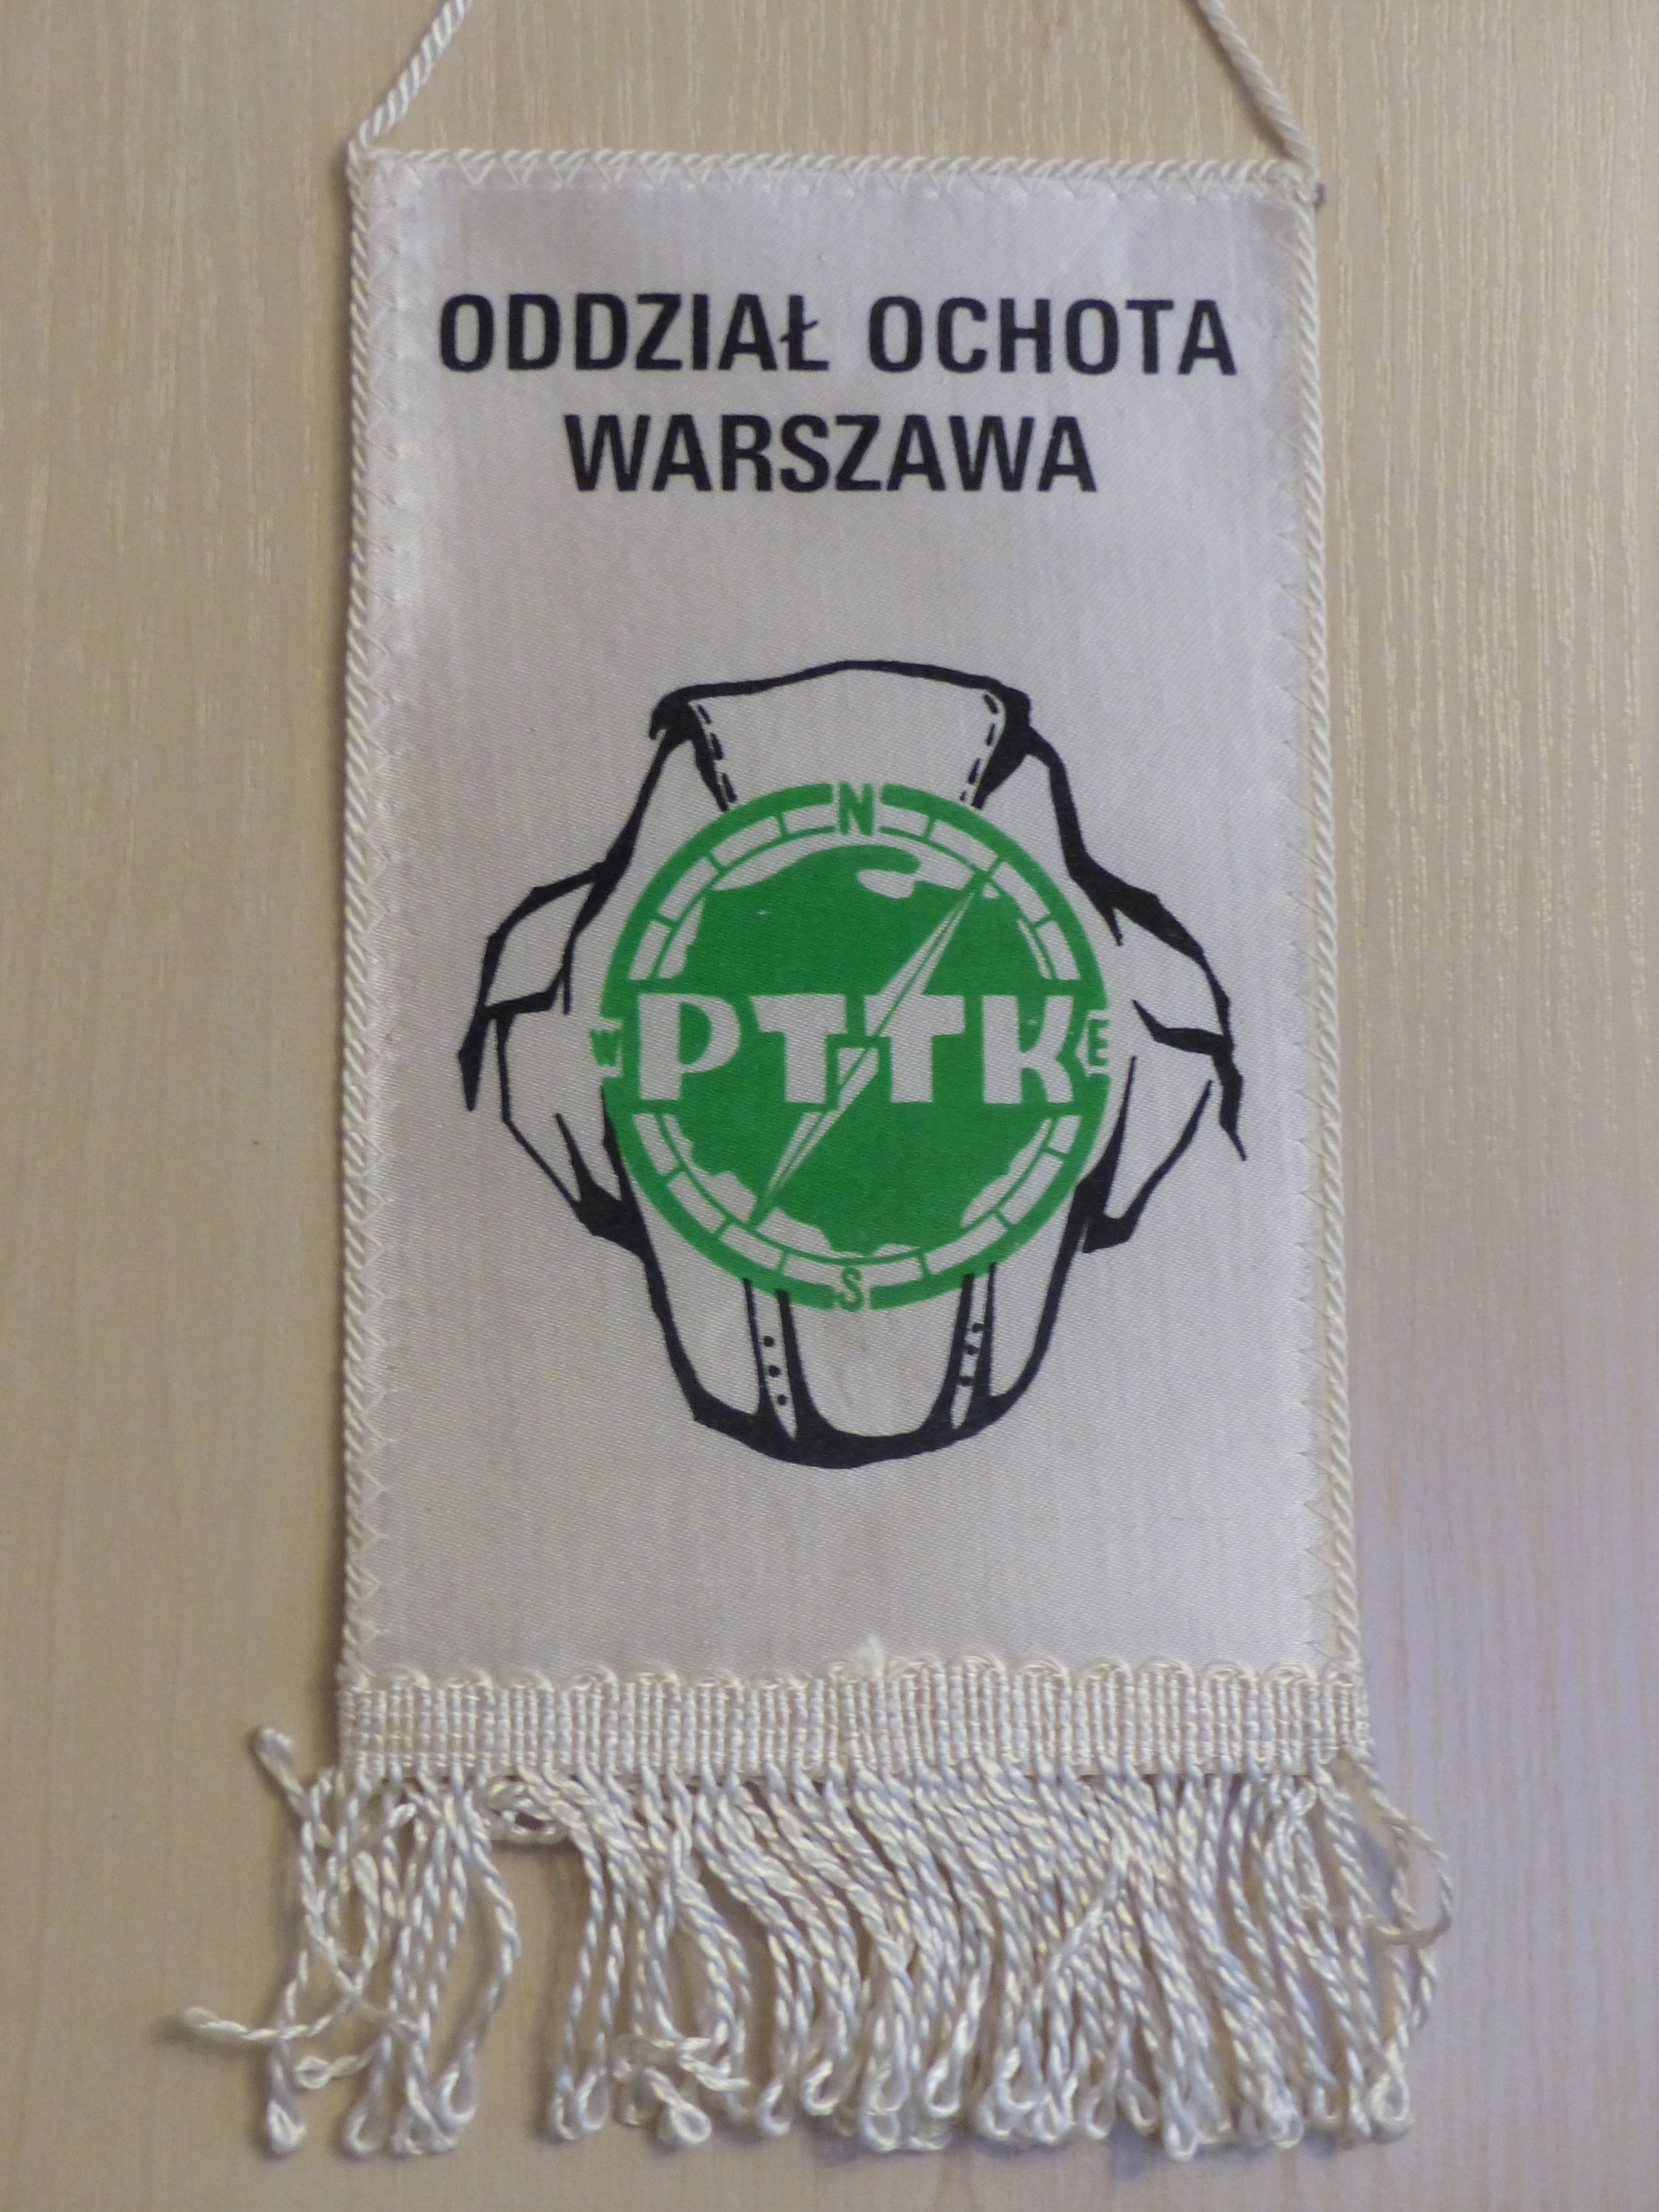 ODDZIAŁ OCHOTA
WARSZAWA
N
W PTTK E
S